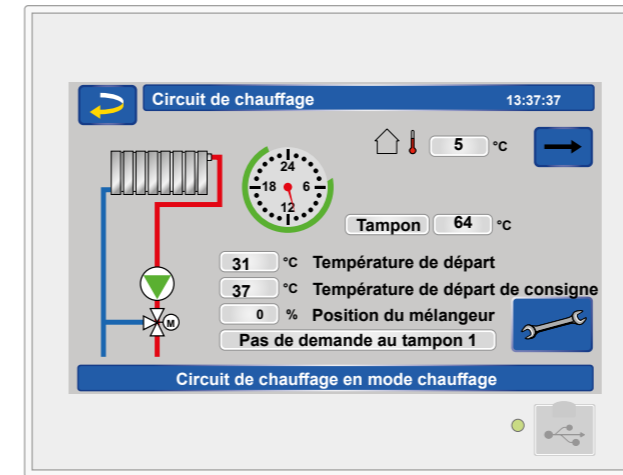 Circuit de chauffage 13:37:37
5 °C
24
18 6
12
Tampon 64 °C
31 °C Température de départ
37 °C Température de départ de consigne
0 % Position du mélangeur
M
Pas de demande au tampon 1
Circuit de chauffage en mode chauffage